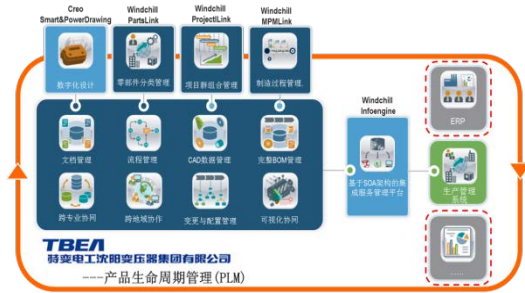 Creo
Smart&PowerDrawing
Windchill
PartsLink
Windchill
ProjectLink
Windchill
MPMLink
数字化设计
零部件分类管理
项目群组合管理
制造过程管理.
文档管理
流程管理
CAD数据管理
完整BOM管理
跨专业协同
跨地域协作
变更与配置管理
可视化协同
Windchill
Infoengine
基于SOA架构的集
成服务管理平台
ERP
生产管理
系统
......
TBEA
特变电工沈阳变压器集团有限公司
---产品生命周期管理(PLM)